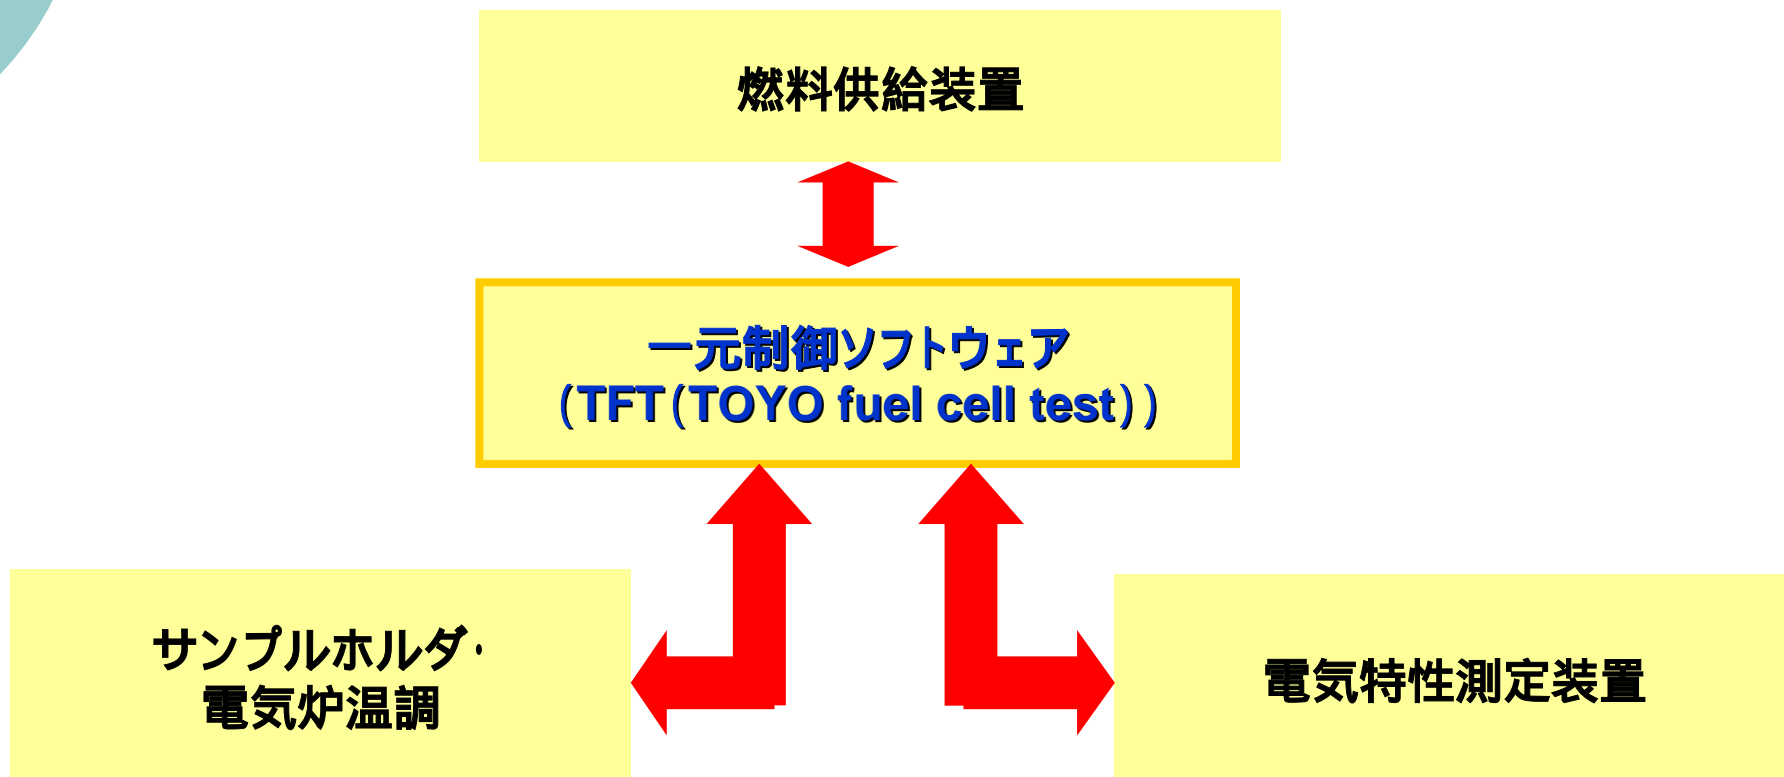 燃料供給装置
一元制御ソフトウェア
(TFT(TOYO fuel cell test))
サンプルホルダ・
電気炉温調
電気特性測定装置